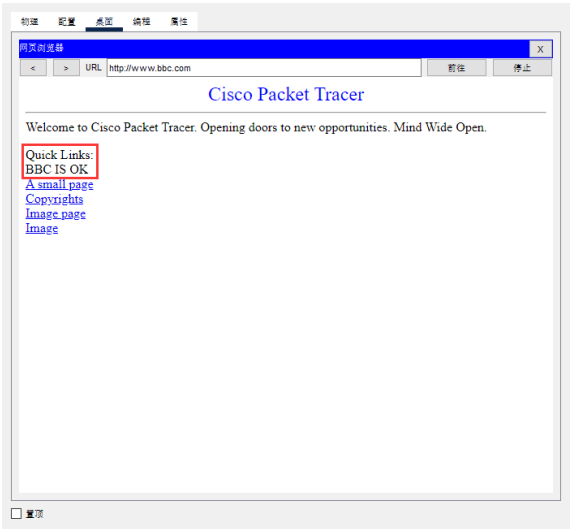 物理 配置 桌面 编程 属性
网页浏览器 X
< > URL http://www.bbc.com 前往 停止
Cisco Packet Tracer
Welcome to Cisco Packet Tracer. Opening doors to new opportunities. Mind Wide Open.
Quick Links:
BBC IS OK
A small page
Copyrights
Image page
Image
置顶